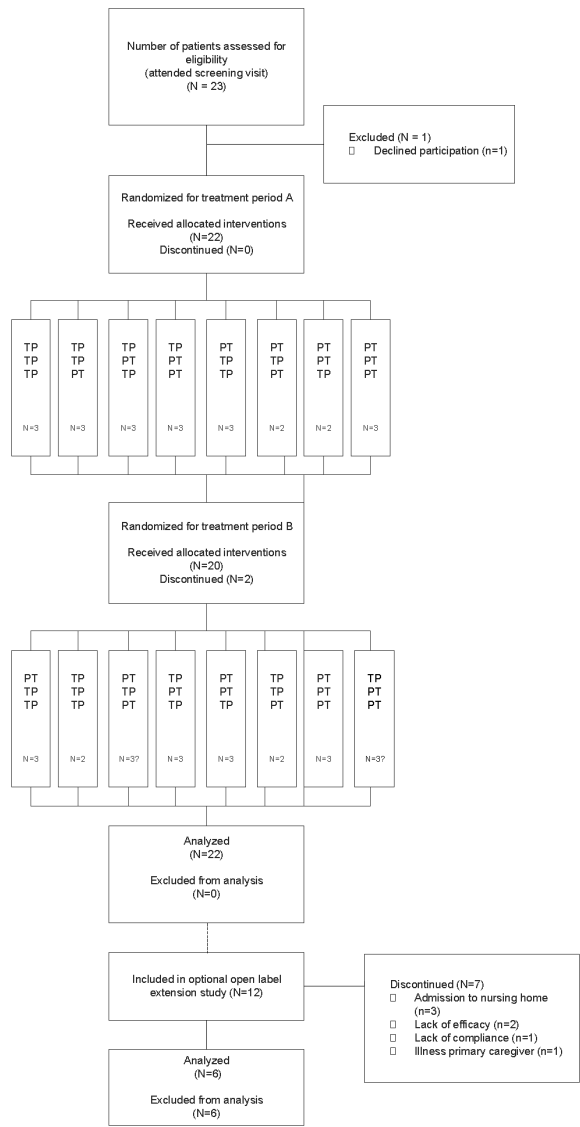 Number of patients assessed for
eligibility
(attended screening visit)
(N = 23)
Excluded (N = 1)
Declined participation (n=1)
Randomized for treatment period A
Received allocated interventions
(N=22)
Discontinued (N=0)
TP TP TP TP PT PT PT PT
TP TP PT PT TP TP PT PT
TP PT TP PT TP PT TP PT
N=3 N=3 N=3 N=3 N=3 N=2 N=2 N=3
Randomized for treatment period B
Received allocated interventions
(N=20)
Discontinued (N=2)
PT TP PT TP PT TP PT TP
TP TP TP PT PT TP PT PT
TP TP PT TP TP PT PT PT
N=3 N=2 N=3? N=3 N=3 N=2 N=3 N=3?
Analyzed
(N=22)
Excluded from analysis
(N=0)
Included in optional open label
extension study (N=12)
Discontinued (N=7)
Admission to nursing home
(n=3)
Lack of efficacy (n=2)
Lack of compliance (n=1)
Illness primary caregiver (n=1)
Analyzed
(N=6)
Excluded from analysis
(N=6)